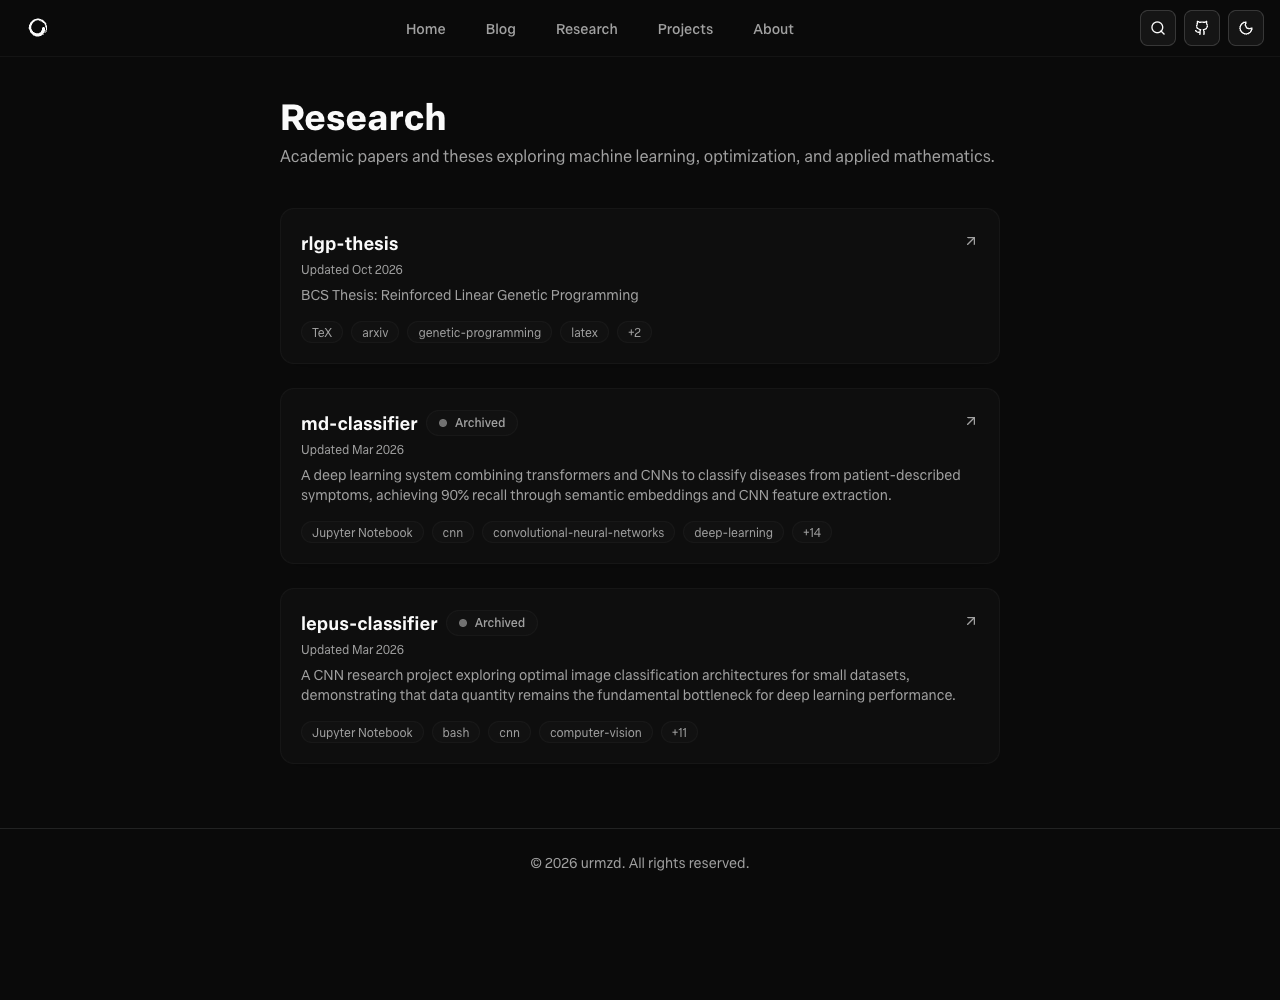 Home
Blog
Research
Projects
About
Research
Academic papers and theses exploring machine learning, optimization, and applied mathematics.
rlgp-thesis
Updated Oct 2026
BCS Thesis: Reinforced Linear Genetic Programming
TeX
arxiv
genetic-programming
latex
+2
md-classifier
Archived
Updated Mar 2026
A deep learning system combining transformers and CNNs to classify diseases from patient-described
symptoms, achieving 90% recall through semantic embeddings and CNN feature extraction.
Jupyter Notebook
cnn
convolutional-neural-networks
deep-learning
+14
lepus-classifier
Archived
Updated Mar 2026
A CNN research project exploring optimal image classification architectures for small datasets,
demonstrating that data quantity remains the fundamental bottleneck for deep learning performance.
Jupyter Notebook
bash
cnn
computer-vision
+11
© 2026 urmzd. All rights reserved.